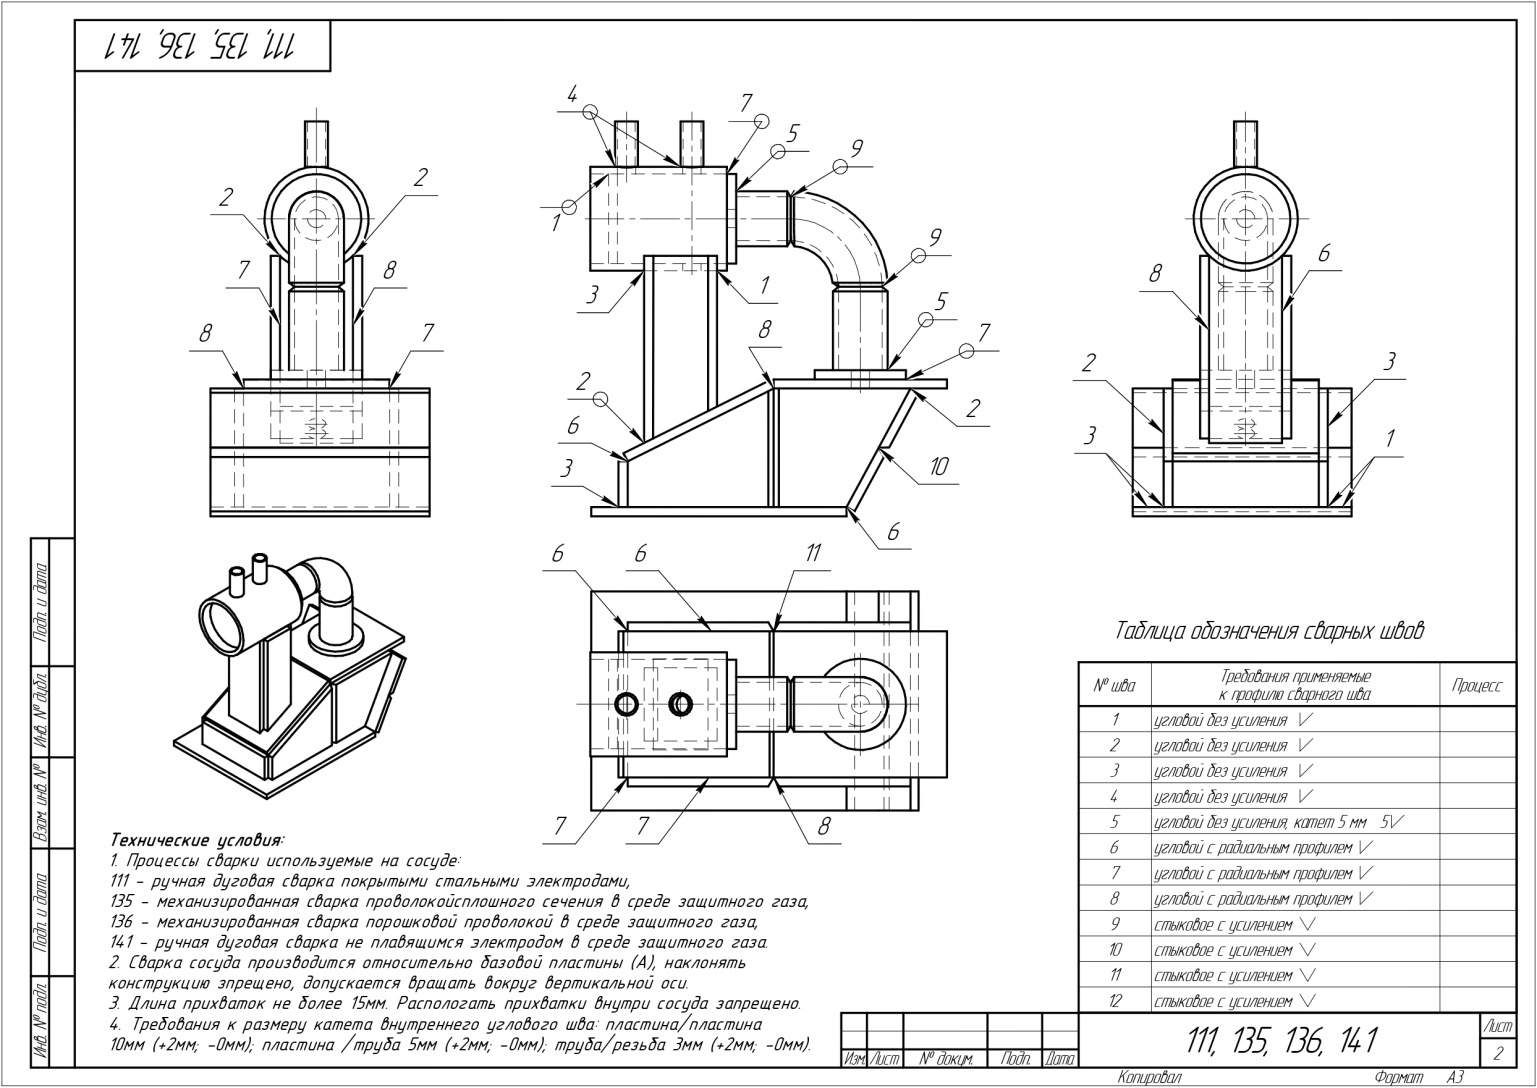 111, 135, 136, 141
4
7
5
9
1
9
3
1
5
7
8
2
6
3
2
10
6
2
2
7
8
8
7
6
8
2
3
3
1
6
6
11
7
7
8
Таблица обозначения сварных швов
№ шва Требования применяемые к профилю сварного шва Процесс
1 угловой без усиления
2 угловой без усиления
3 угловой без усиления
4 угловой без усиления
5 угловой без усиления, катет 5 мм 5
6 угловой с радиальным профилем
7 угловой с радиальным профилем
8 угловой с радиальным профилем
9 стыковое с усилением
10 стыковое с усилением
11 стыковое с усилением
12 стыковое с усилением
Технические условия:
1. Процессы сварки используемые на сосуде:
111 - ручная дуговая сварка покрытыми стальными электродами,
135 - механизированная сварка проволокойсплошного сечения в среде защитного газа,
136 - механизированная сварка порошковой проволокой в среде защитного газа,
141 - ручная дуговая сварка не плавящимся электродом в среде защитного газа.
2. Сварка сосуда производится относительно базовой пластины (А), наклонять
конструкцию зпрещено, допускается вращать вокруг вертикальной оси.
3. Длина прихваток не более 15мм. Распологать прихватки внутри сосуда запрещено.
4. Требования к размеру катета внутреннего углового шва: пластина/пластина
10мм (+2мм; -0мм); пластина /труба 5мм (+2мм; -0мм); труба/резьба 3мм (+2мм; -0мм).
Подп. и дата
Инв. № дубл.
Взам. инв. №
Подп. и дата
Инв. № подл.
Изм. Лист № докум. Подп. Дата
111, 135, 136, 141
Лист
2
Копировал Формат А3